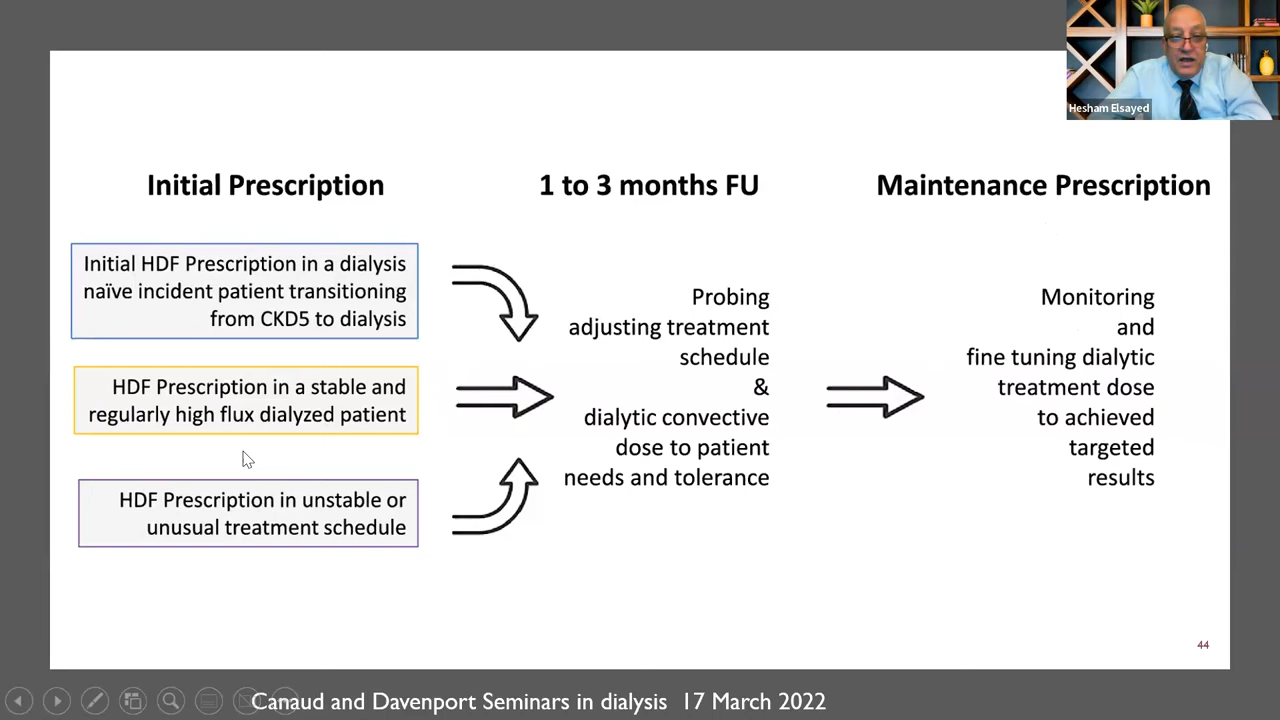 Hesham Elsayed
Initial Prescription
1 to 3 months FU
Maintenance Prescription
Initial HDF Prescription in a dialysis
naïve incident patient transitioning
from CKD5 to dialysis
HDF Prescription in a stable and
regularly high flux dialyzed patient
HDF Prescription in unstable or
unusual treatment schedule
Probing
adjusting treatment
schedule
&
dialytic convective
dose to patient
needs and tolerance
Monitoring
and
fine tuning dialytic
treatment dose
to achieved
targeted
results
44
Canaud and Davenport Seminars in dialysis 17 March 2022